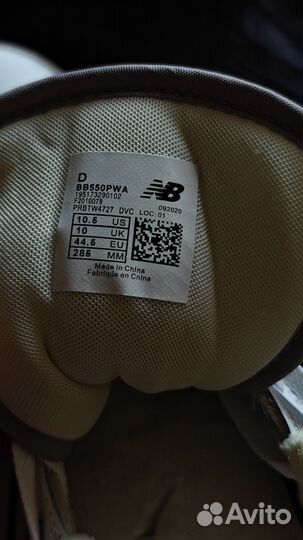 D
BB550PWA
195173290102
F2010078
PRBTW4727 DVC LOC: 01
092020
NB
10.5 US
10 UK
44.5 EU
285 MM
Made in China
Fabriqué en Chine
Avito